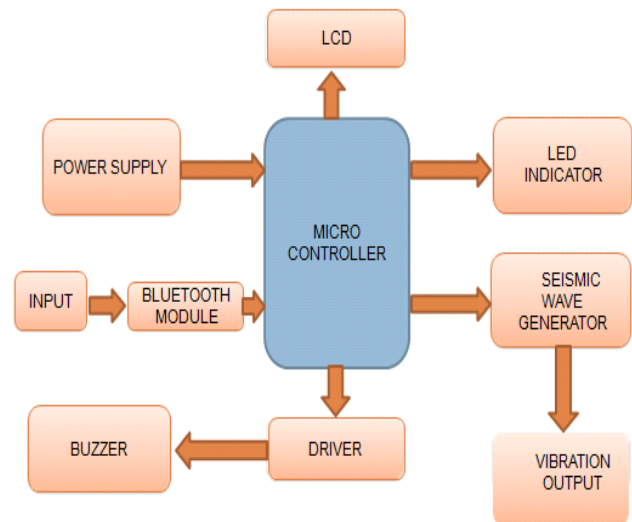 LCD
POWER SUPPLY
LED
INDICATOR
MICRO
CONTROLLER
INPUT
BLUETOOTH
MODULE
SEISMIC
WAVE
GENERATOR
BUZZER
DRIVER
VIBRATION
OUTPUT